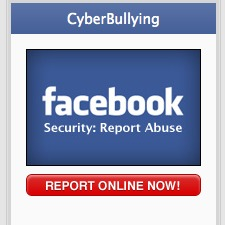 CyberBullying
facebook
Security: Report Abuse
REPORT ONLINE NOW!